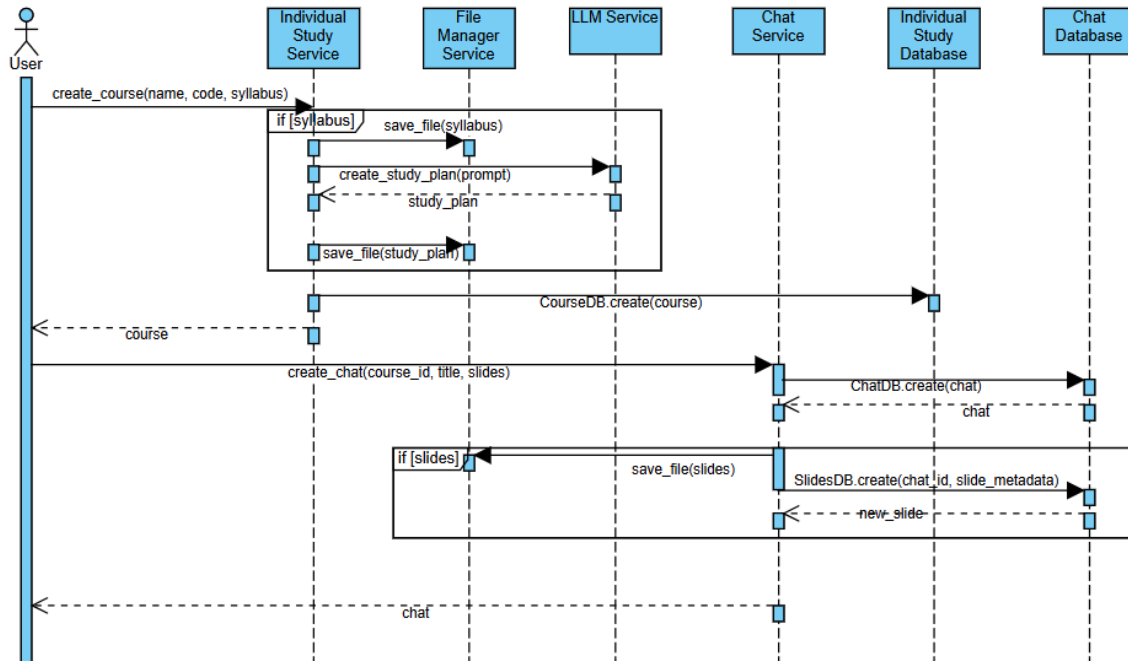 Individual
Study
Service
File
Manager
Service
LLM Service
Chat
Service
Individual
Study
Database
Chat
Database
User
create_course(name, code, syllabus)
if [syllabus]
save_file(syllabus)
create_study_plan(prompt)
study_plan
save_file(study_plan)
CourseDB.create(course)
course
create_chat(course_id, title, slides)
ChatDB.create(chat)
chat
if [slides]
save_file(slides)
SlidesDB.create(chat_id, slide_metadata)
new_slide
chat